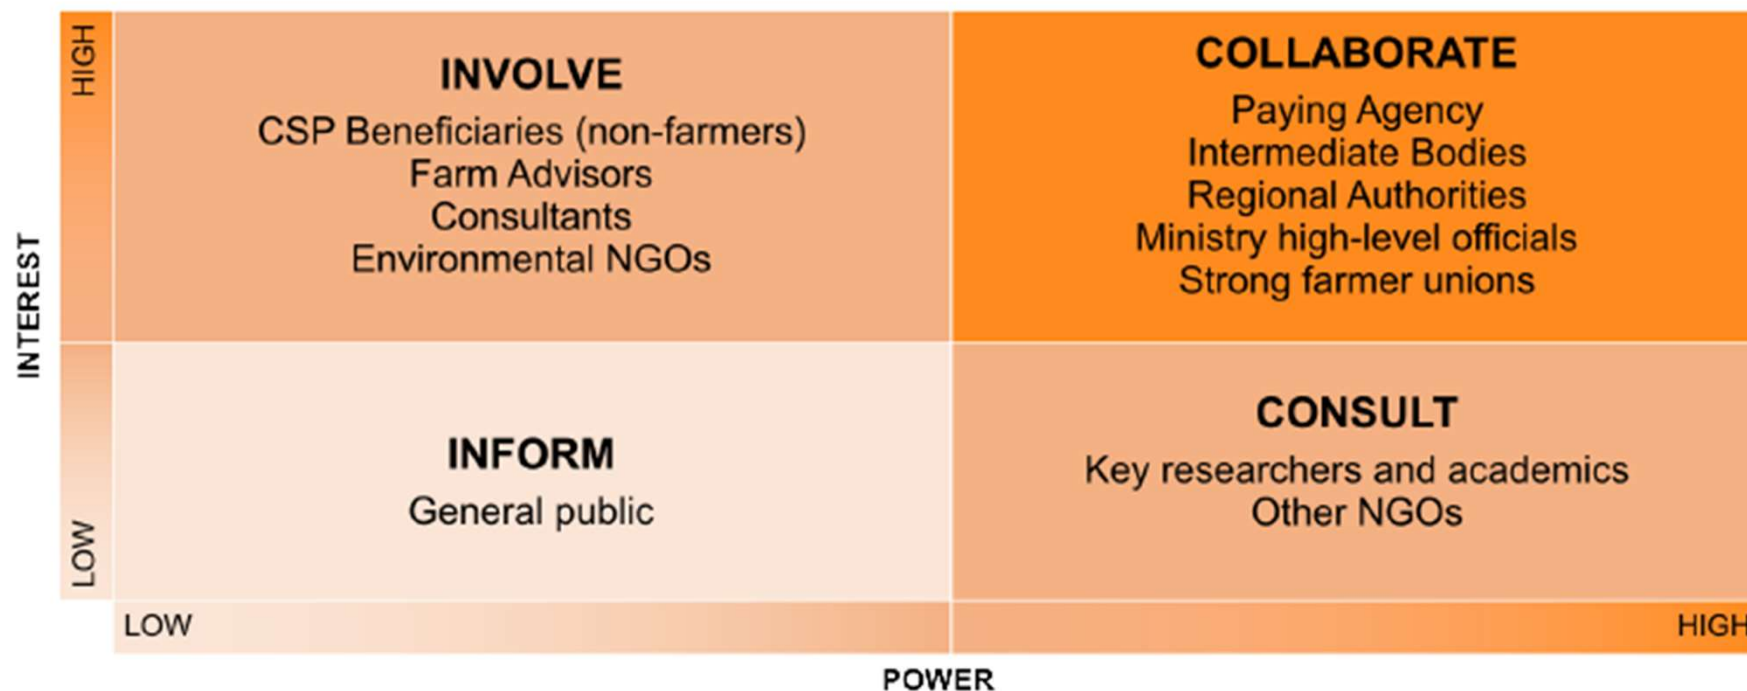 HIGH
INVOLVE
CSP Beneficiaries (non-farmers)
Farm Advisors
Consultants
Environmental NGOs
COLLABORATE
Paying Agency
Intermediate Bodies
Regional Authorities
Ministry high-level officials
Strong farmer unions
INTEREST
LOW
INFORM
General public
CONSULT
Key researchers and academics
Other NGOs
LOW
HIGH
POWER